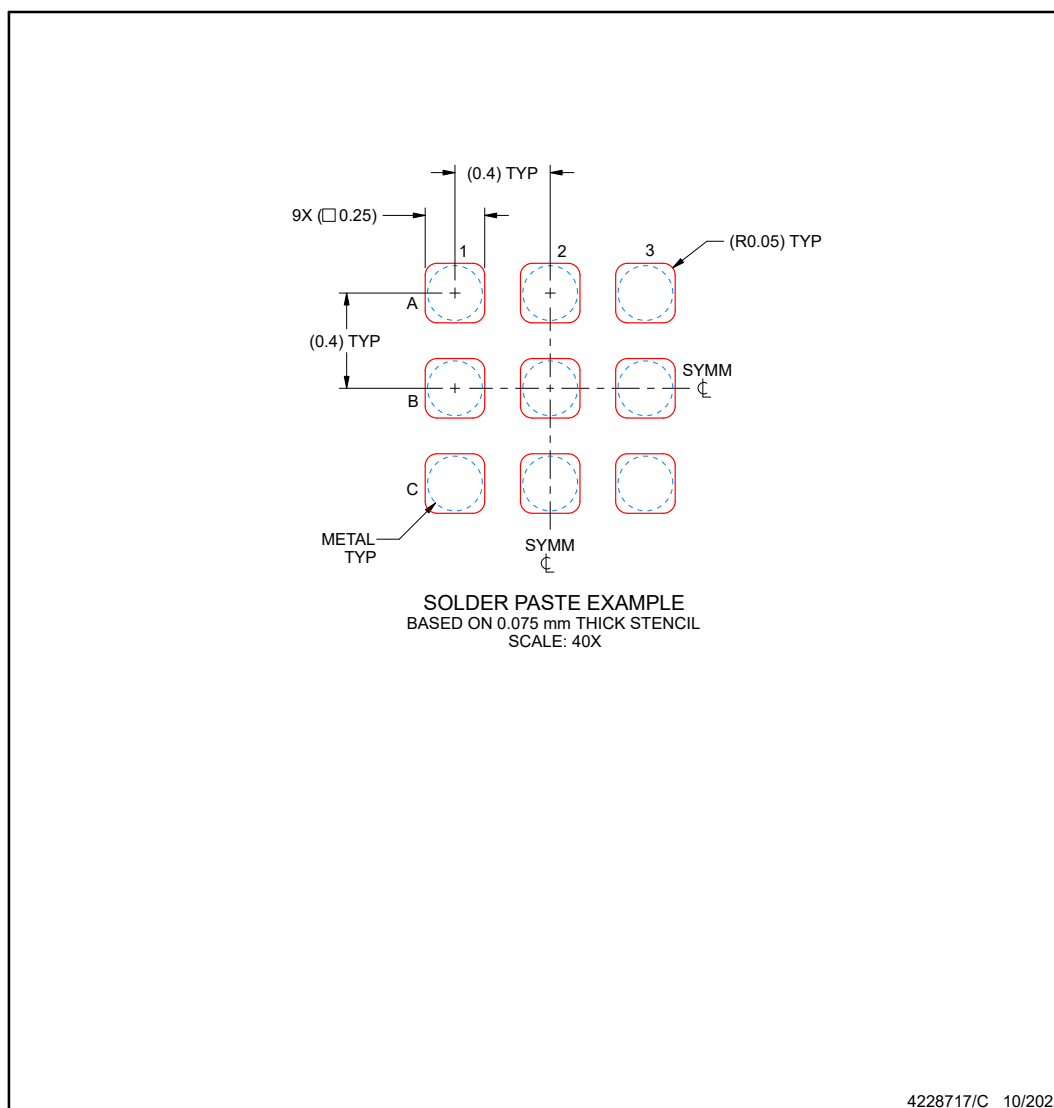 (0.4) TYP
9X (□0.25)
1
2
3
(R0.05) TYP
A
(0.4) TYP
SYMM
℄
B
C
METAL
TYP
SYMM
℄
SOLDER PASTE EXAMPLE
BASED ON 0.075 mm THICK STENCIL
SCALE: 40X
4228717/C 10/202